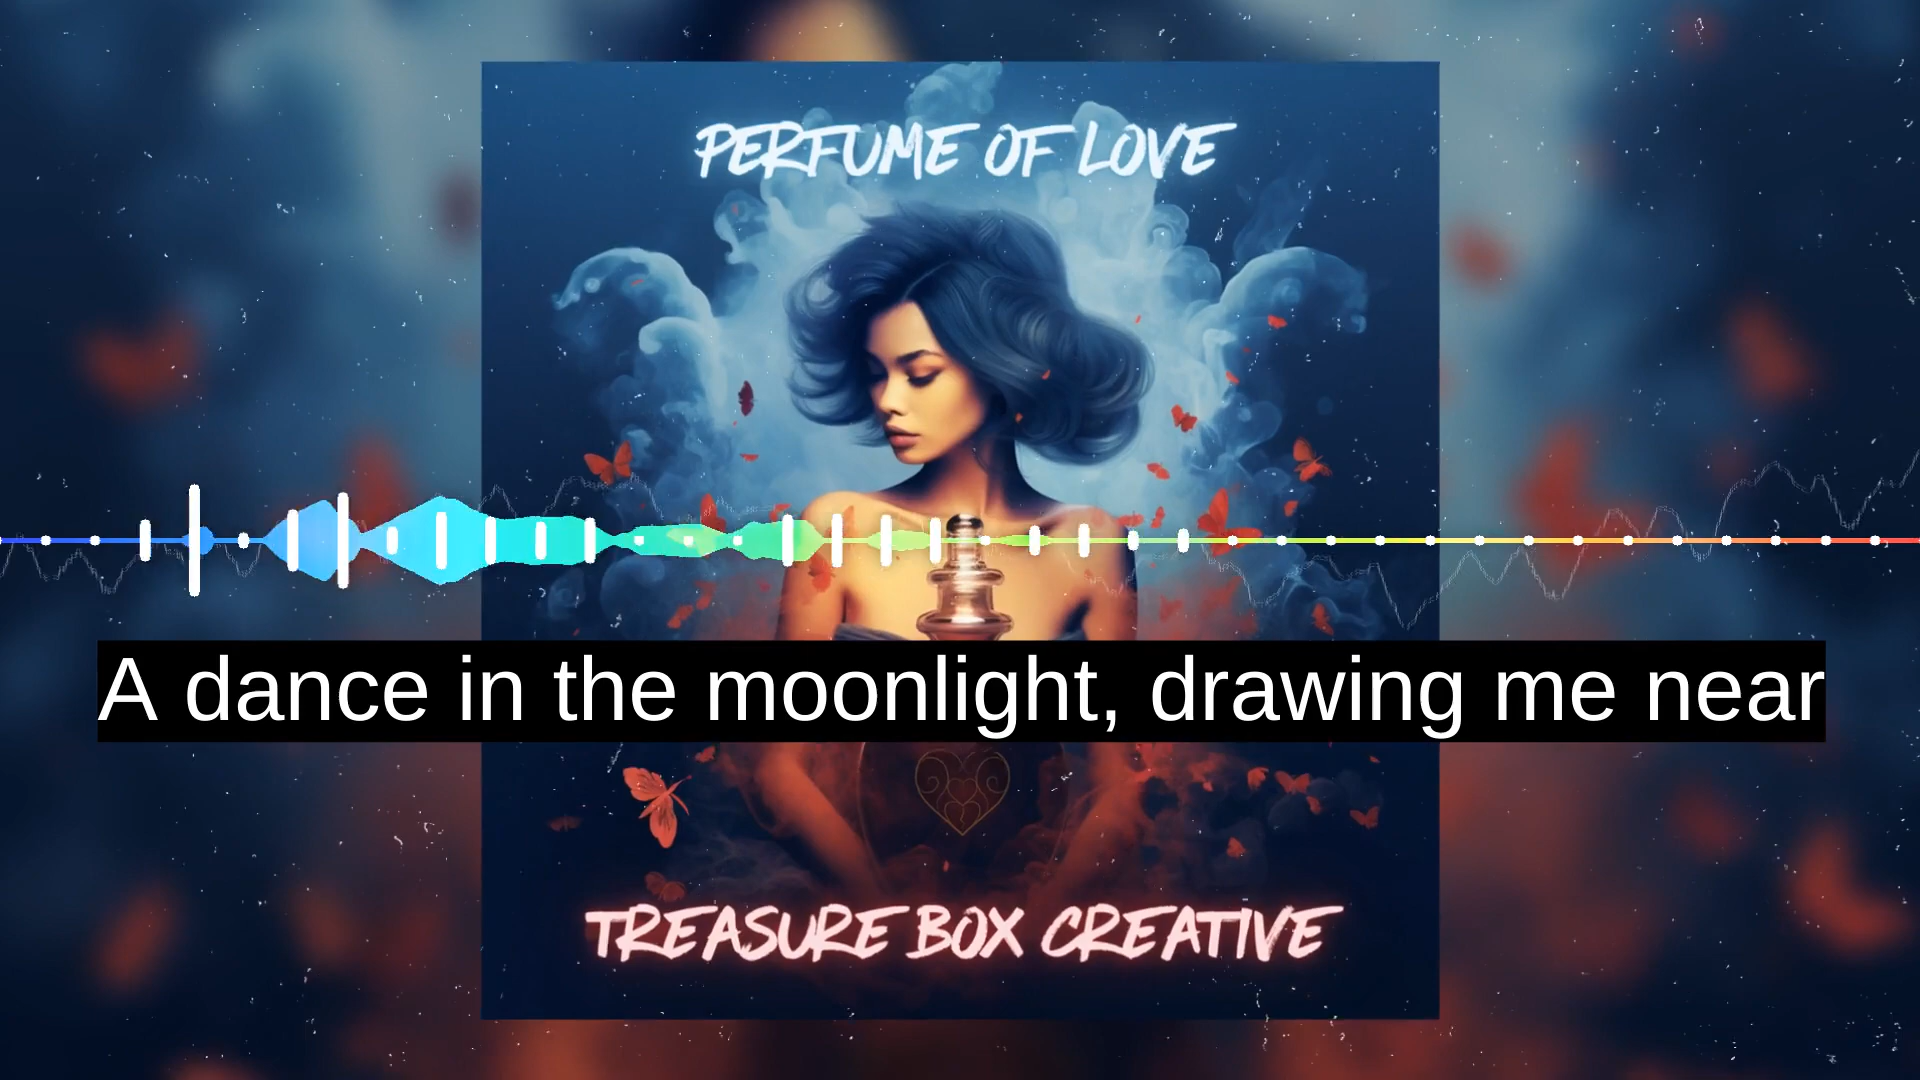 PERFUME OF LOVE
A dance in the moonlight, drawing me near
TREASURE BOX CREATIVE